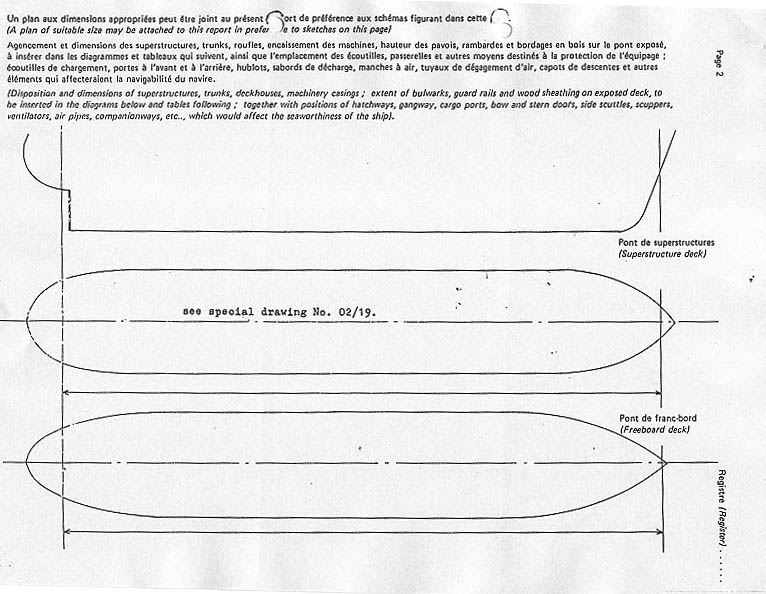 Un plan aux dimensions appropriées peut être joint au présent ort de préférence aux schémas figurant dans cette
(A plan of suitable size may be attached to this report in prefer e to sketches on this page)
Agencement et dimensions des superstructures, trunks, roufles, encaissement des machines, hauteur des pavois, rambardes et bordages en bois sur le pont exposé,
à insérer dans les diagrammes et tableaux qui suivent, ainsi que l'emplacement des écoutilles, passerelles et autres moyens destinés à la protection de l'équipage ;
écoutilles de chargement, portes à l'avant et à l'arrière, hublots, sabords de décharge, manches à air, tuyaux de dégagement d'air, capots de descentes et autres
éléments qui affecteraient la navigabilité du navire.
(Disposition and dimensions of superstructures, trunks, deckhouses, machinery casings ; extent of bulwarks, guard rails and wood sheathing on exposed deck, to
be inserted in the diagrams below and tables following ; together with positions of hatchways, gangway, cargo ports, bow and stern doors, side scuttles, scuppers,
ventilators, air pipes, companionways, etc.., which would affect the seaworthiness of the ship).
Page 2
Pont de superstructures
(Superstructure deck)
see special drawing No. 02/19.
Pont de franc-bord
(Freeboard deck)
Registre (Register) . . . . . .